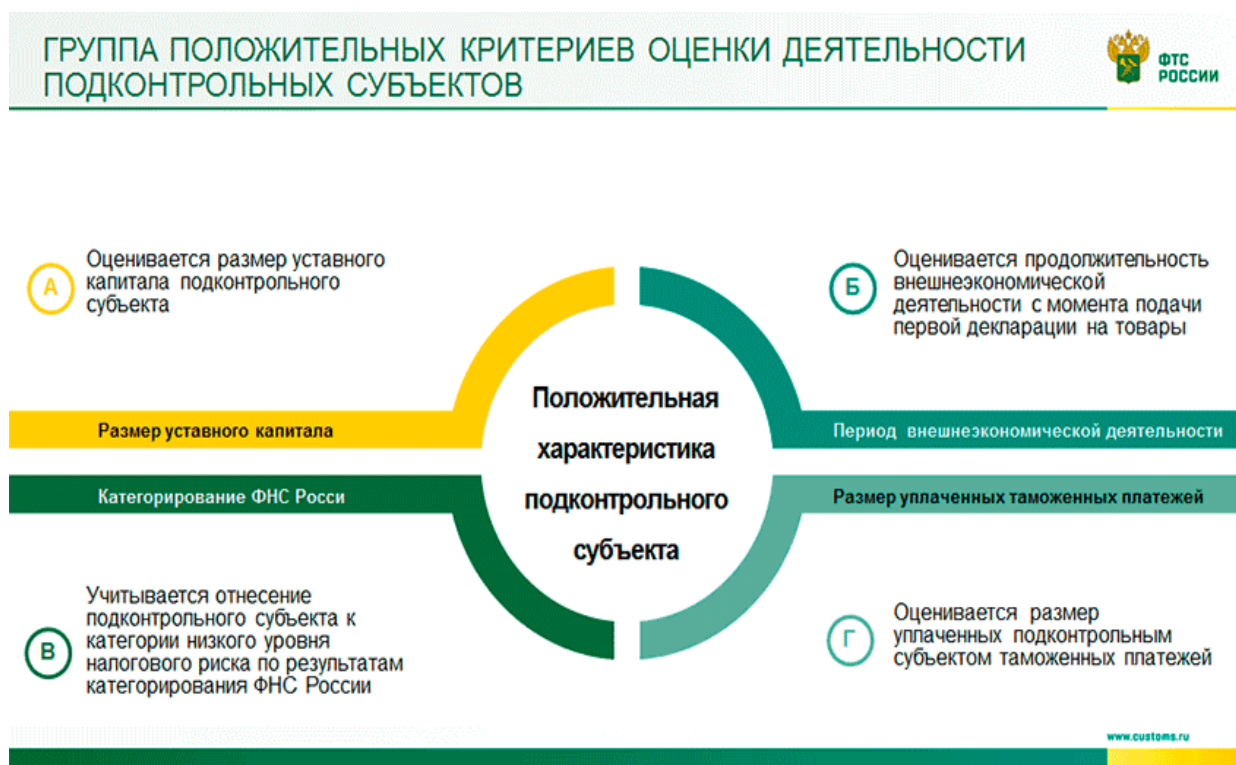 ГРУППА ПОЛОЖИТЕЛЬНЫХ КРИТЕРИЕВ ОЦЕНКИ ДЕЯТЕЛЬНОСТИ
ПОДКОНТРОЛЬНЫХ СУБЪЕКТОВ
ФТС
РОССИИ
А
Оценивается размер уставного
капитала подконтрольного
субъекта
Б
Оценивается продолжительность
внешнеэкономической
деятельности с момента подачи
первой декларации на товары
Размер уставного капитала
Период внешнеэкономической деятельности
Положительная
характеристика
подконтрольного
субъекта
Категорирование ФНС Росси
Размер уплаченных таможенных платежей
В
Учитывается отнесение
подконтрольного субъекта к
категории низкого уровня
налогового риска по результатам
категорирования ФНС России
Г
Оценивается размер
уплаченных подконтрольным
субъектом таможенных платежей
www.customs.ru